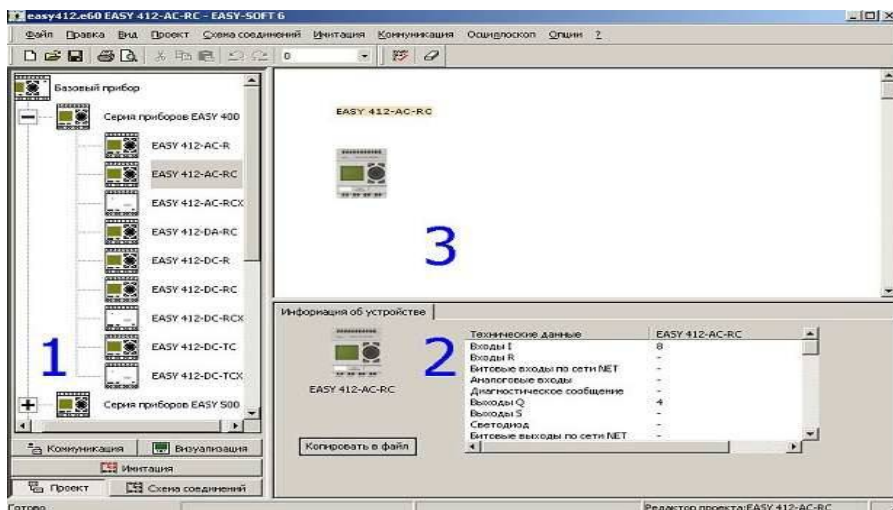 easy412.e60 EASY 412-AC-RC - EASY-SOFT 6
Файл Правка Вид Проект Схема соединений Имитация Коммуникация Осциллоскоп Опции ?
0
Базовый прибор
Серия приборов EASY 400
EASY 412-AC-R
EASY 412-AC-RC
EASY 412-AC-RCX
EASY 412-DA-RC
EASY 412-DC-R
EASY 412-DC-RC
EASY 412-DC-RCX
EASY 412-DC-TC
EASY 412-DC-TCX
Серия приборов EASY 500
1
Коммуникация Визуализация
Имитация
Проект Схема соединений
EASY 412-AC-RC
3
Информация об устройстве
EASY 412-AC-RC
Копировать в файл
2
Технические данные EASY 412-AC-RC
Входы I 8
Входы R -
Битовые входы по сети NET -
Аналоговые входы -
Диагностическое сообщение -
Выходы Q 4
Выходы S -
Светодиод -
Битовые выходы по сети NET -
Готово
Редактор проекта:EASY 412-AC-RC